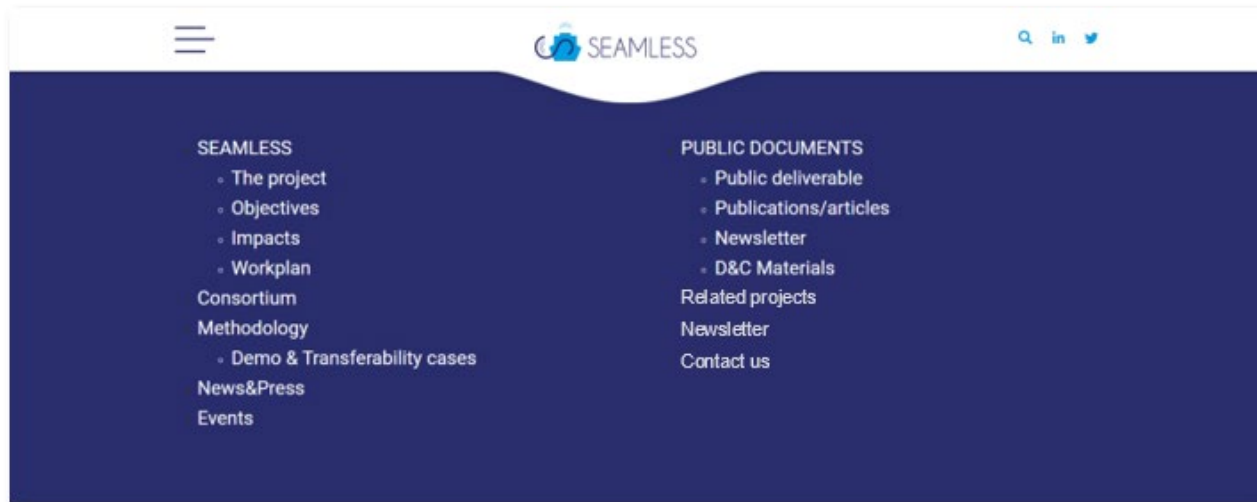 SEAMLESS
SEAMLESS
The project
Objectives
Impacts
Workplan
Consortium
Methodology
Demo & Transferability cases
News&Press
Events
PUBLIC DOCUMENTS
Public deliverable
Publications/articles
Newsletter
D&C Materials
Related projects
Newsletter
Contact us